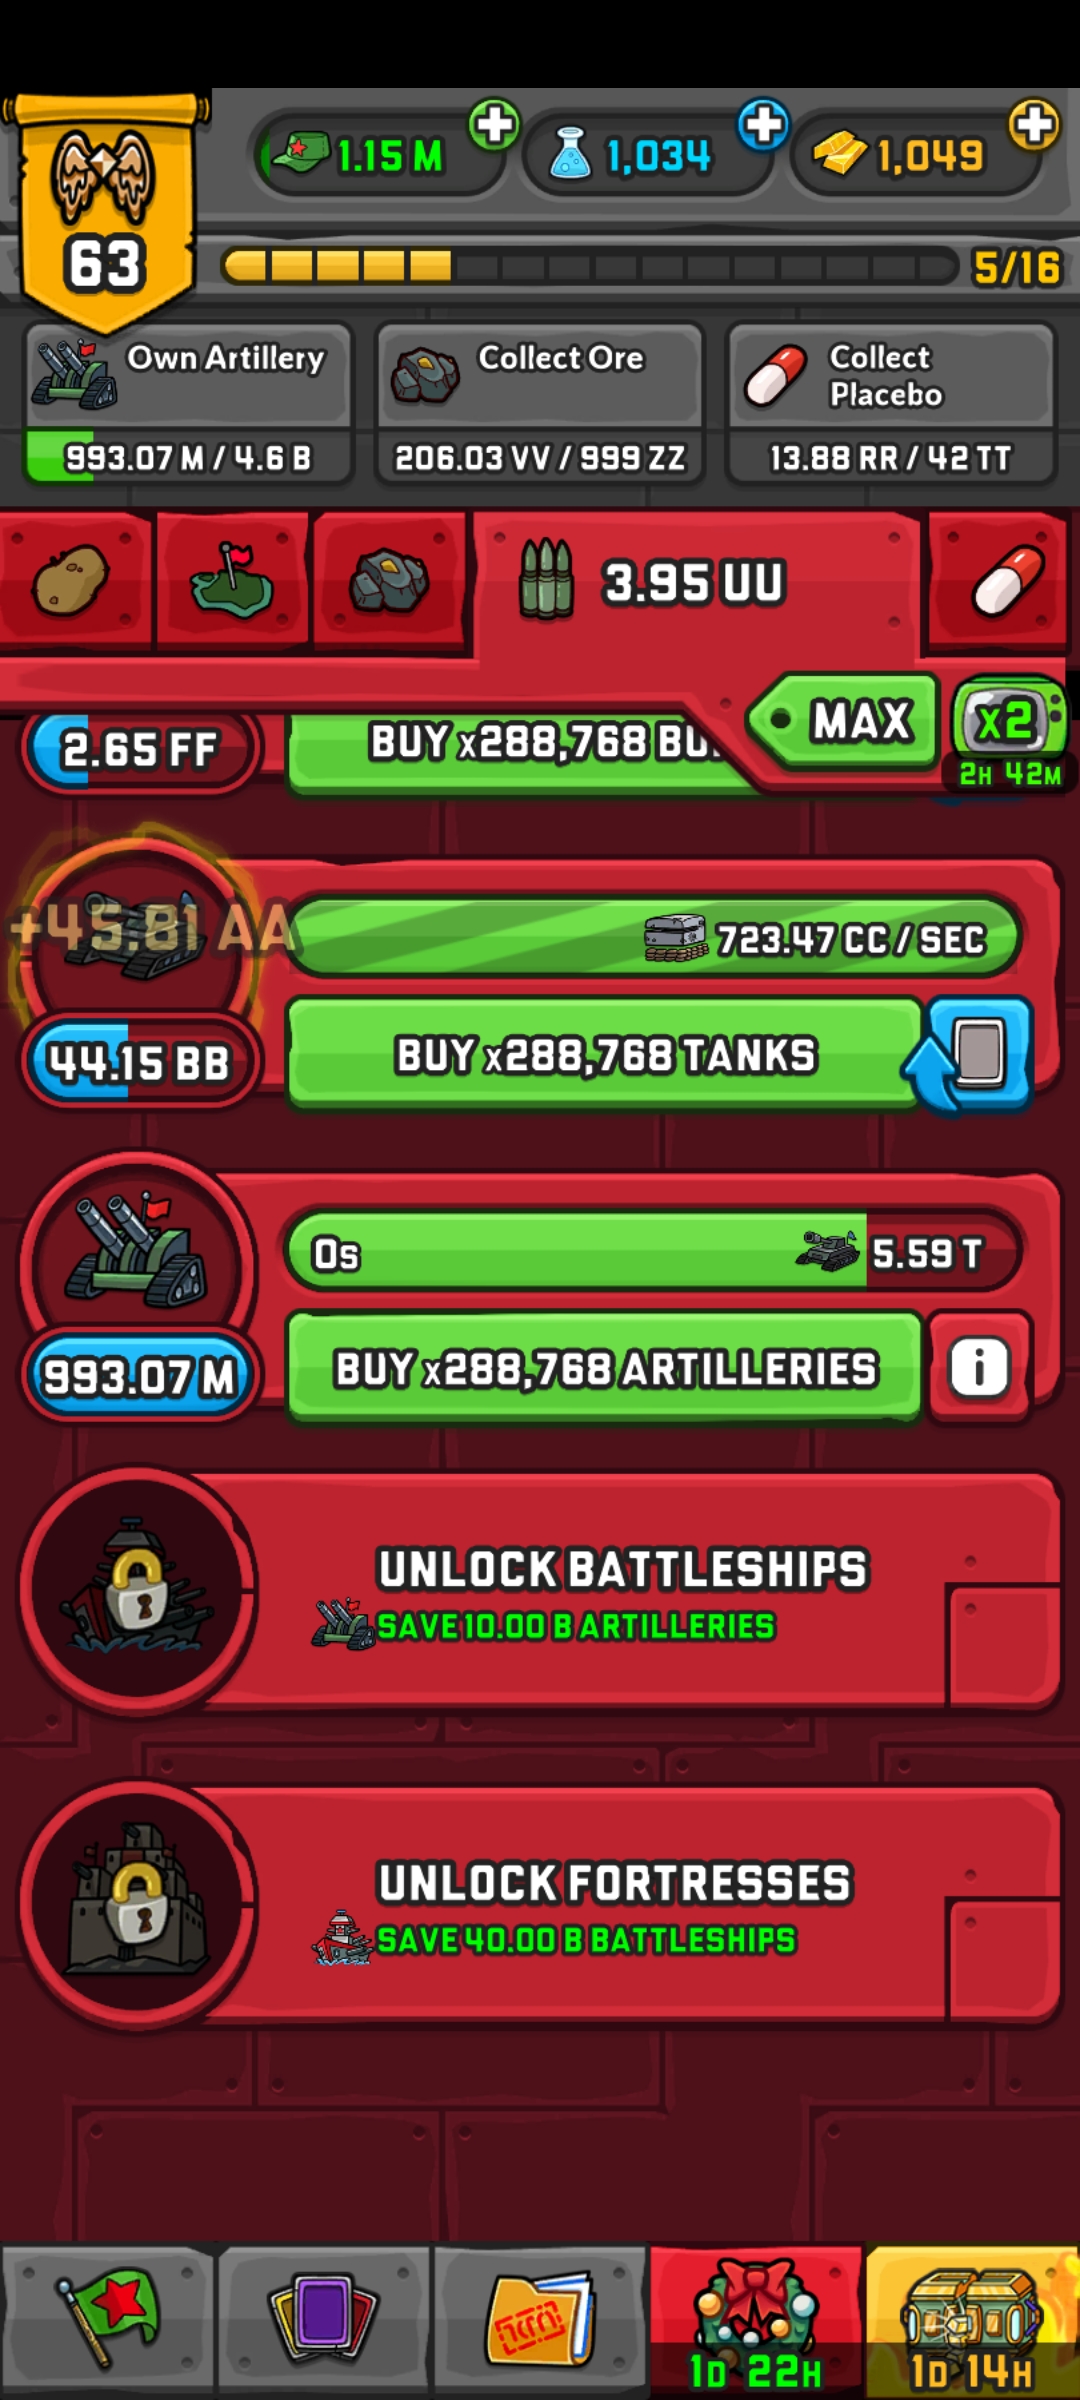 63
1.15 M
1,034
1,049
5/16
Own Artillery
993.07 M / 4.6 B
Collect Ore
206.03 VV / 999 ZZ
Collect
Placebo
13.88 RR / 42 TT
3.95 UU
MAX
x2
2H 42M
2.65 FF
BUY x288,768 BU
+45.81 AA
723.47 CC / SEC
44.15 BB
BUY x288,768 TANKS
0s
5.59 T
993.07 M
BUY x288,768 ARTILLERIES
i
UNLOCK BATTLESHIPS
SAVE 10.00 B ARTILLERIES
UNLOCK FORTRESSES
SAVE 40.00 B BATTLESHIPS
1D 22H
1D 14H